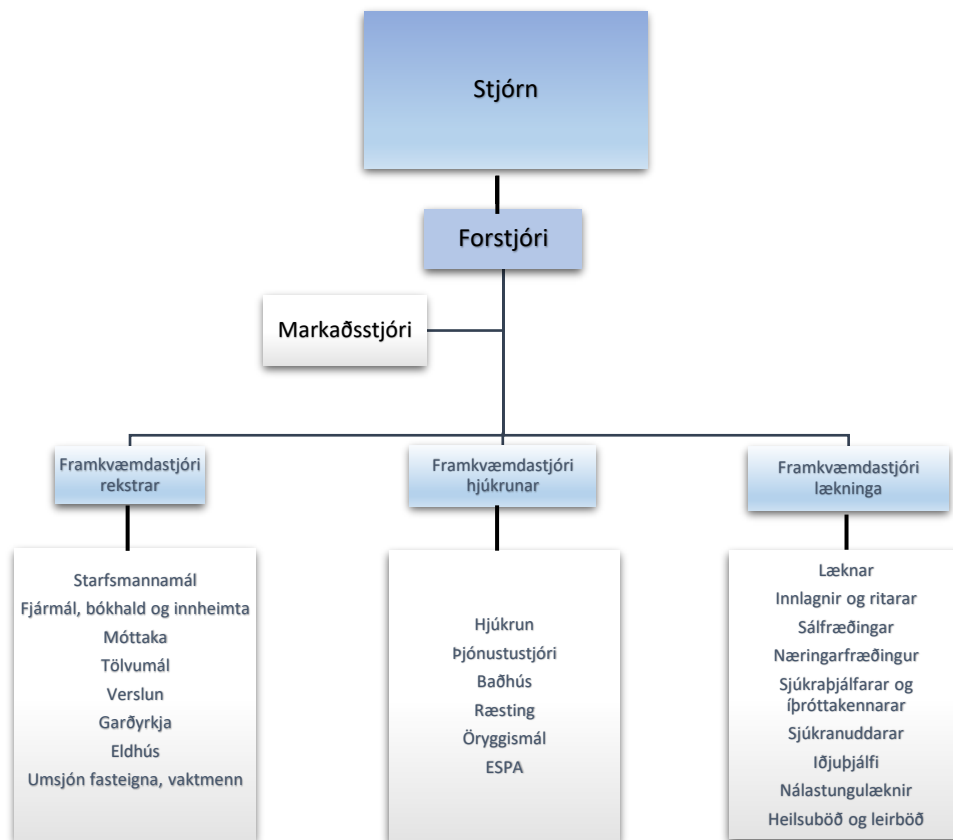 Stjórn
Forstjóri
Markaðsstjóri
Framkvæmdastjóri
rekstrar
Framkvæmdastjóri
hjúkrunar
Framkvæmdastjóri
lækninga
Starfsmannamál
Fjármál, bókhald og innheimta
Móttaka
Tölvumál
Verslun
Garðyrkja
Eldhús
Umsjón fasteigna, vaktmenn
Hjúkrun
Þjónustustjóri
Baðhús
Ræsting
Öryggismál
ESPA
Læknar
Innlagnir og ritarar
Sálfræðingar
Næringarfræðingur
Sjúkraþjálfarar og
íþróttakennarar
Sjúkranuddarar
Iðjuþjálfi
Nálastungulæknir
Heilsuböð og leirböð